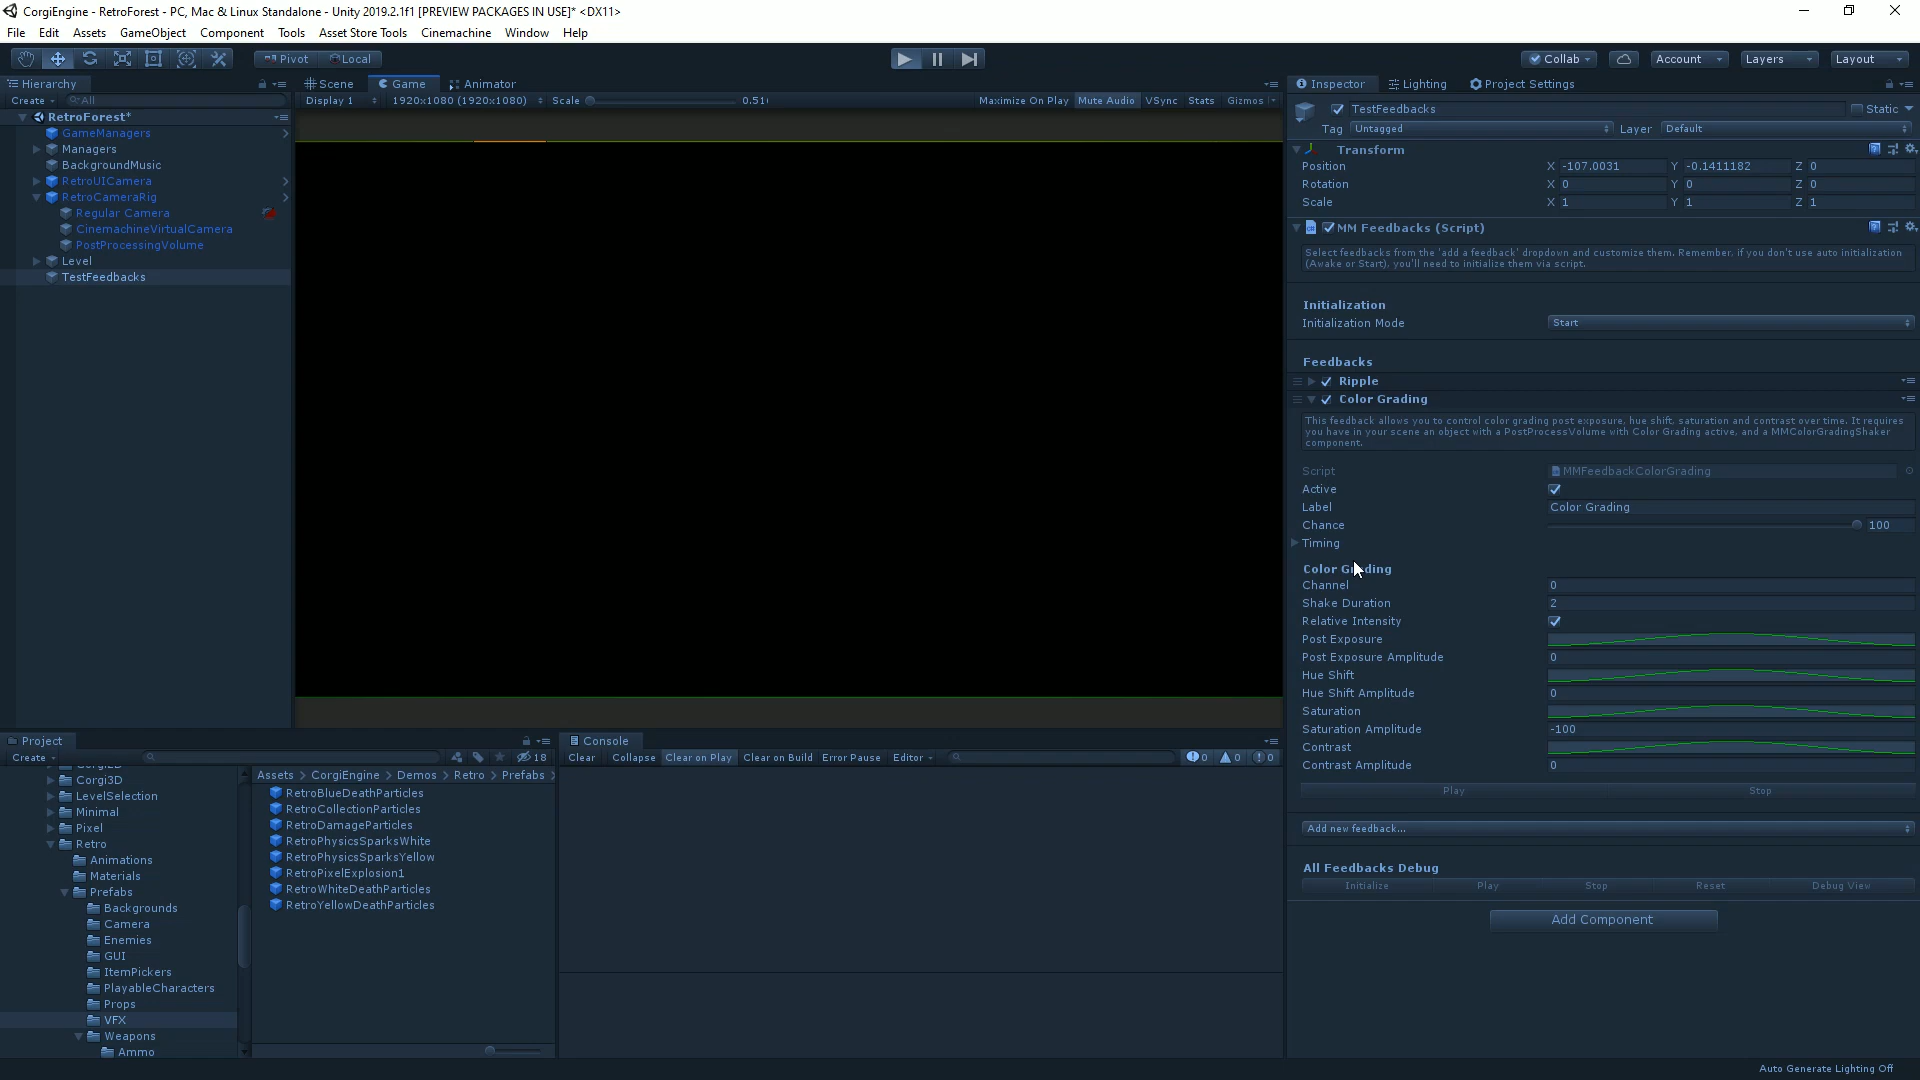 CorgiEngine - RetroForest - PC, Mac & Linux Standalone - Unity 2019.2.1f1 [PREVIEW PACKAGES IN USE]* <DX11>
File Edit Assets GameObject Component Tools Asset Store Tools Cinemachine Window Help
Pivot Local Collab Account Layers Layout
Hierarchy Scene Game Animator Inspector Lighting Project Settings
Create All Display 1 1920x1080 (1920x1080) Scale 0.51 Maximize On Play Mute Audio VSync Stats Gizmos
TestFeedbacks Static
Tag Untagged Layer Default
RetroForest*
GameManagers
Managers
BackgroundMusic
RetroUICamera
RetroCameraRig
Regular Camera
CinemachineVirtualCamera
PostProcessingVolume
Level
TestFeedbacks
Transform
Position X -107.0031 Y -0.1411182 Z 0
Rotation X 0 Y 0 Z 0
Scale X 1 Y 1 Z 1
MM Feedbacks (Script)
Select feedbacks from the 'add a feedback' dropdown and customize them. Remember, if you don't use auto initialization
(Awake or Start), you'll need to initialize them via script.
Initialization
Initialization Mode Start
Feedbacks
Ripple
Color Grading
This feedback allows you to control color grading post exposure, hue shift, saturation and contrast over time. It requires
you have in your scene an object with a PostProcessVolume with Color Grading active, and a MMColorGradingShaker
component.
Script MMFeedbackColorGrading
Active
Label Color Grading
Chance 100
Timing
Color Grading
Channel 0
Shake Duration 2
Relative Intensity
Post Exposure
Post Exposure Amplitude 0
Hue Shift
Hue Shift Amplitude 0
Saturation
Saturation Amplitude -100
Contrast
Contrast Amplitude 0
Play Stop
Add new feedback...
All Feedbacks Debug
Initialize Play Stop Reset Debug View
Add Component
Project
Create 18
Corgi3D
LevelSelection
Minimal
Pixel
Retro
Animations
Materials
Prefabs
Backgrounds
Camera
Enemies
GUI
ItemPickers
PlayableCharacters
Props
VFX
Weapons
Ammo
Assets > CorgiEngine > Demos > Retro > Prefabs >
RetroBlueDeathParticles
RetroCollectionParticles
RetroDamageParticles
RetroPhysicsSparksWhite
RetroPhysicsSparksYellow
RetroPixelExplosion1
RetroWhiteDeathParticles
RetroYellowDeathParticles
Console
Clear Collapse Clear on Play Clear on Build Error Pause Editor 0 0 0
Auto Generate Lighting Off